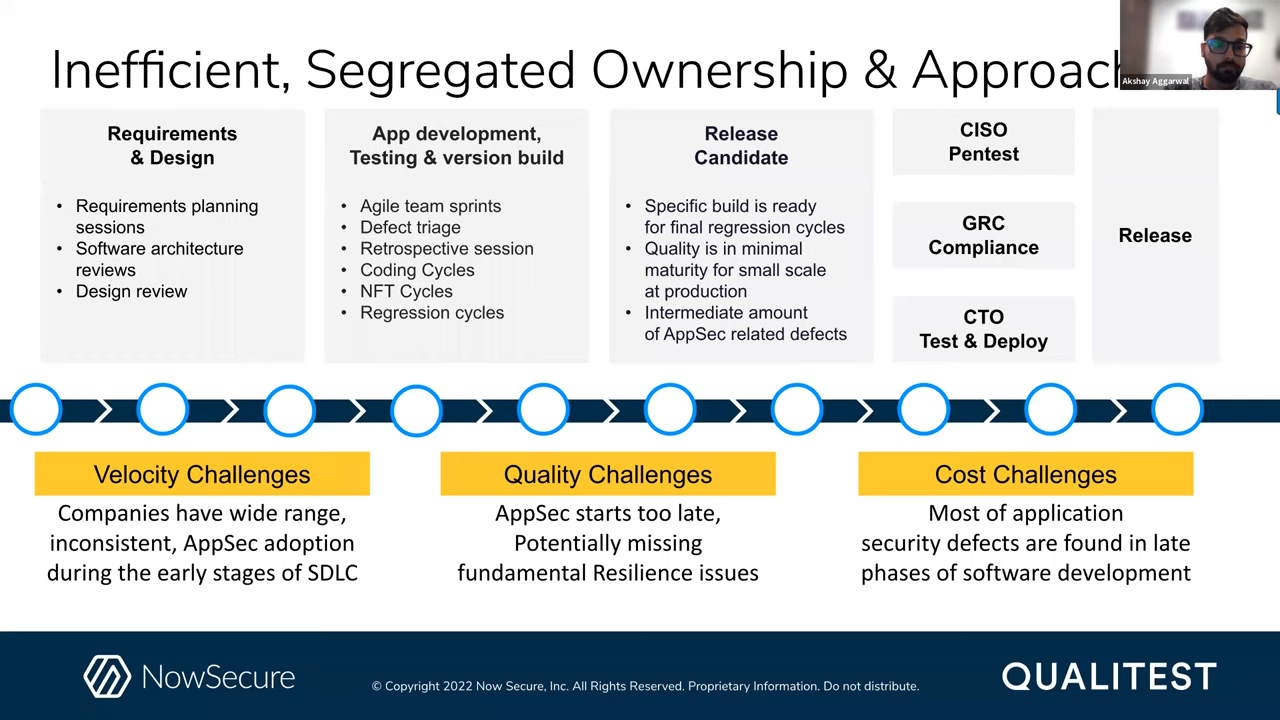 Inefficient, Segregated Ownership & Approach
Akshay Aggarwal
Requirements
& Design
• Requirements planning
sessions
• Software architecture
reviews
• Design review
App development,
Testing & version build
• Agile team sprints
• Defect triage
• Retrospective session
• Coding Cycles
• NFT Cycles
• Regression cycles
Release
Candidate
• Specific build is ready
for final regression cycles
• Quality is in minimal
maturity for small scale
at production
• Intermediate amount
of AppSec related defects
CISO
Pentest
GRC
Compliance
CTO
Test & Deploy
Release
Velocity Challenges
Companies have wide range,
inconsistent, AppSec adoption
during the early stages of SDLC
Quality Challenges
AppSec starts too late,
Potentially missing
fundamental Resilience issues
Cost Challenges
Most of application
security defects are found in late
phases of software development
NowSecure
© Copyright 2022 Now Secure, Inc. All Rights Reserved. Proprietary Information. Do not distribute.
QUALITEST